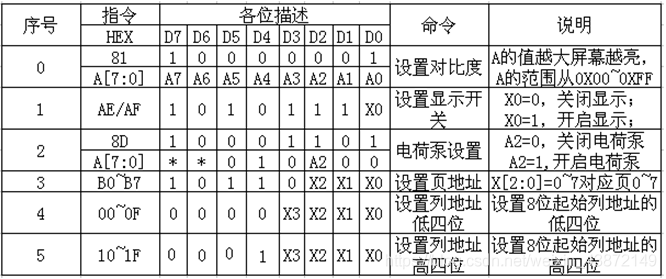 序号 指令 各位描述 命令 说明
HEX D7 D6 D5 D4 D3 D2 D1 D0
0 81 1 0 0 0 0 0 0 1 设置对比度 A的值越大屏幕越亮,
A[7:0] A7 A6 A5 A4 A3 A2 A1 A0 A的范围从0X00~0XFF
1 AE/AF 1 0 1 0 1 1 1 X0 设置显示开关 X0=0, 关闭显示;
X0=1, 开启显示;
2 8D 1 0 0 0 1 1 0 1 电荷泵设置 A2=0, 关闭电荷泵
A[7:0] * * 0 1 0 A2 0 0 A2=1,开启电荷泵
3 B0~B7 1 0 1 1 0 X2 X1 X0 设置页地址 X[2:0]=0~7对应页0~7
4 00~0F 0 0 0 0 X3 X2 X1 X0 设置列地址低四位 设置8位起始列地址的低四位
5 10~1F 0 0 0 1 X3 X2 X1 X0 设置列地址高四位 设置8位起始列地址的高四位